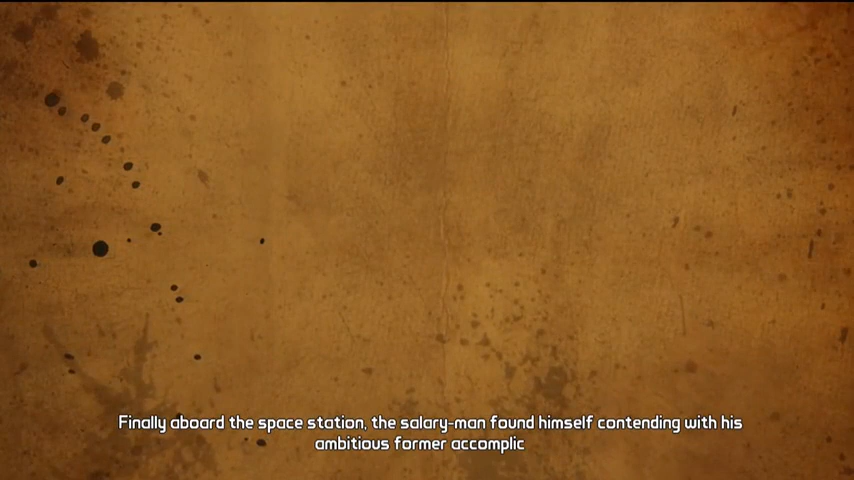 Finally aboard the space station, the salary-man found himself contending with his
ambitious former accomplic